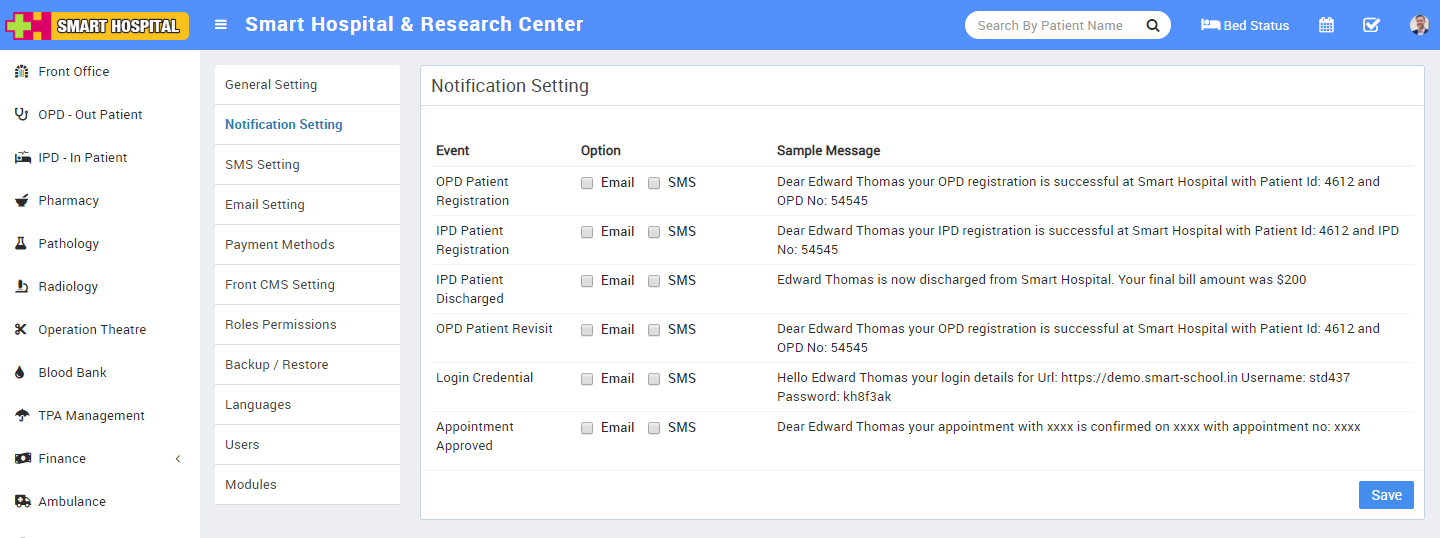 SMART HOSPITAL
Smart Hospital & Research Center
Search By Patient Name
Bed Status
Front Office
OPD - Out Patient
IPD - In Patient
Pharmacy
Pathology
Radiology
Operation Theatre
Blood Bank
TPA Management
Finance
Ambulance
General Setting
Notification Setting
SMS Setting
Email Setting
Payment Methods
Front CMS Setting
Roles Permissions
Backup / Restore
Languages
Users
Modules
Notification Setting
Event Option Sample Message
OPD Patient Registration
Email SMS
Dear Edward Thomas your OPD registration is successful at Smart Hospital with Patient Id: 4612 and
OPD No: 54545
IPD Patient Registration
Email SMS
Dear Edward Thomas your IPD registration is successful at Smart Hospital with Patient Id: 4612 and IPD
No: 54545
IPD Patient Discharged
Email SMS
Edward Thomas is now discharged from Smart Hospital. Your final bill amount was $200
OPD Patient Revisit
Email SMS
Dear Edward Thomas your OPD registration is successful at Smart Hospital with Patient Id: 4612 and
OPD No: 54545
Login Credential
Email SMS
Hello Edward Thomas your login details for Url: https://demo.smart-school.in Username: std437
Password: kh8f3ak
Appointment Approved
Email SMS
Dear Edward Thomas your appointment with xxxx is confirmed on xxxx with appointment no: xxxx
Save